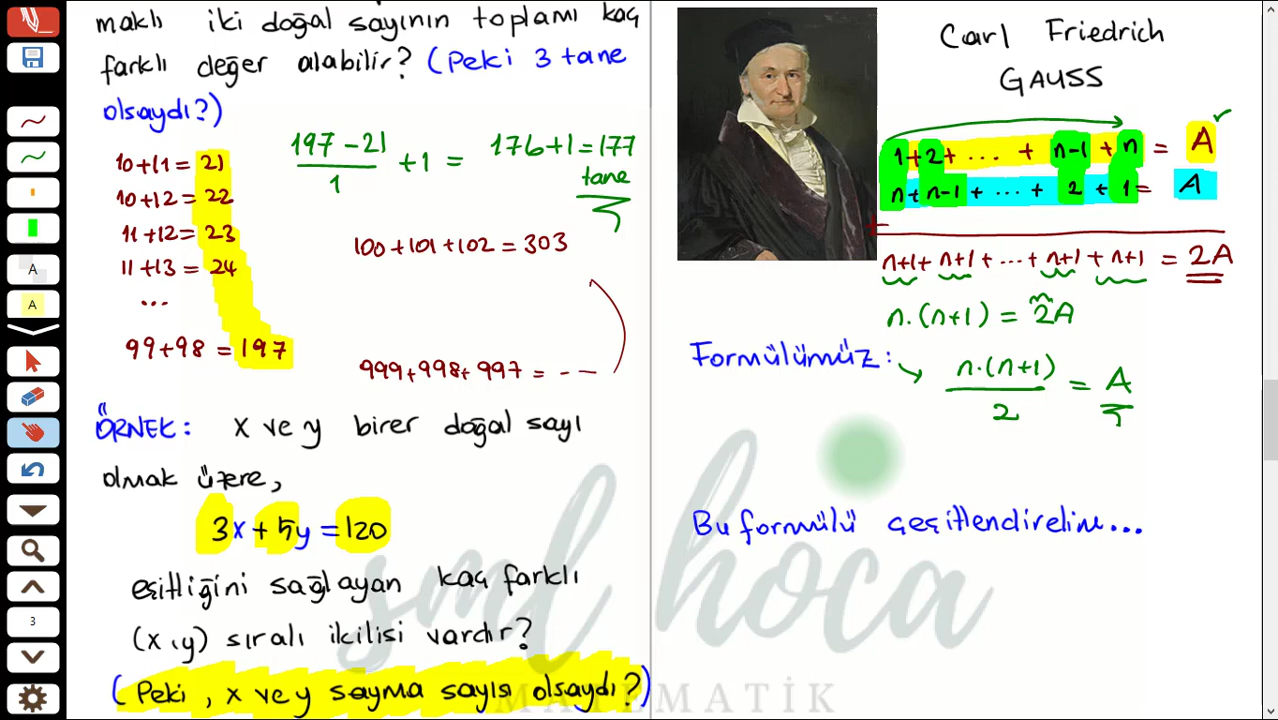 maklı iki doğal sayının toplamı kaç
farklı değer alabilir? (Peki 3 tane
olsaydı?)
10+11 = 21
10+12 = 22
11+12 = 23
11+13 = 24
...
99+98 = 197
197-21
1
+1 =
176+1=177
tane
100+101+102 = 303
999+998+997 = ---
ÖRNEK: x ve y birer doğal sayı
olmak üzere,
3x+5y=120
eşitliğini sağlayan kaç farklı
(x,y) sıralı ikilisi vardır?
(Peki, x ve y sayma sayısı olsaydı?)
Carl Friedrich
GAUSS
1+2+ ... + n-1 + n = A
n+n-1 + ... + 2 + 1 = A
n+1+ n+1 + ... + n+1 + n+1 = 2A
n.(n+1) = 2A
Formülümüz:
n.(n+1)
2
= A
Bu formülü çeşitlendirelim...
sml hoca
MATEMATİK
A
A
3